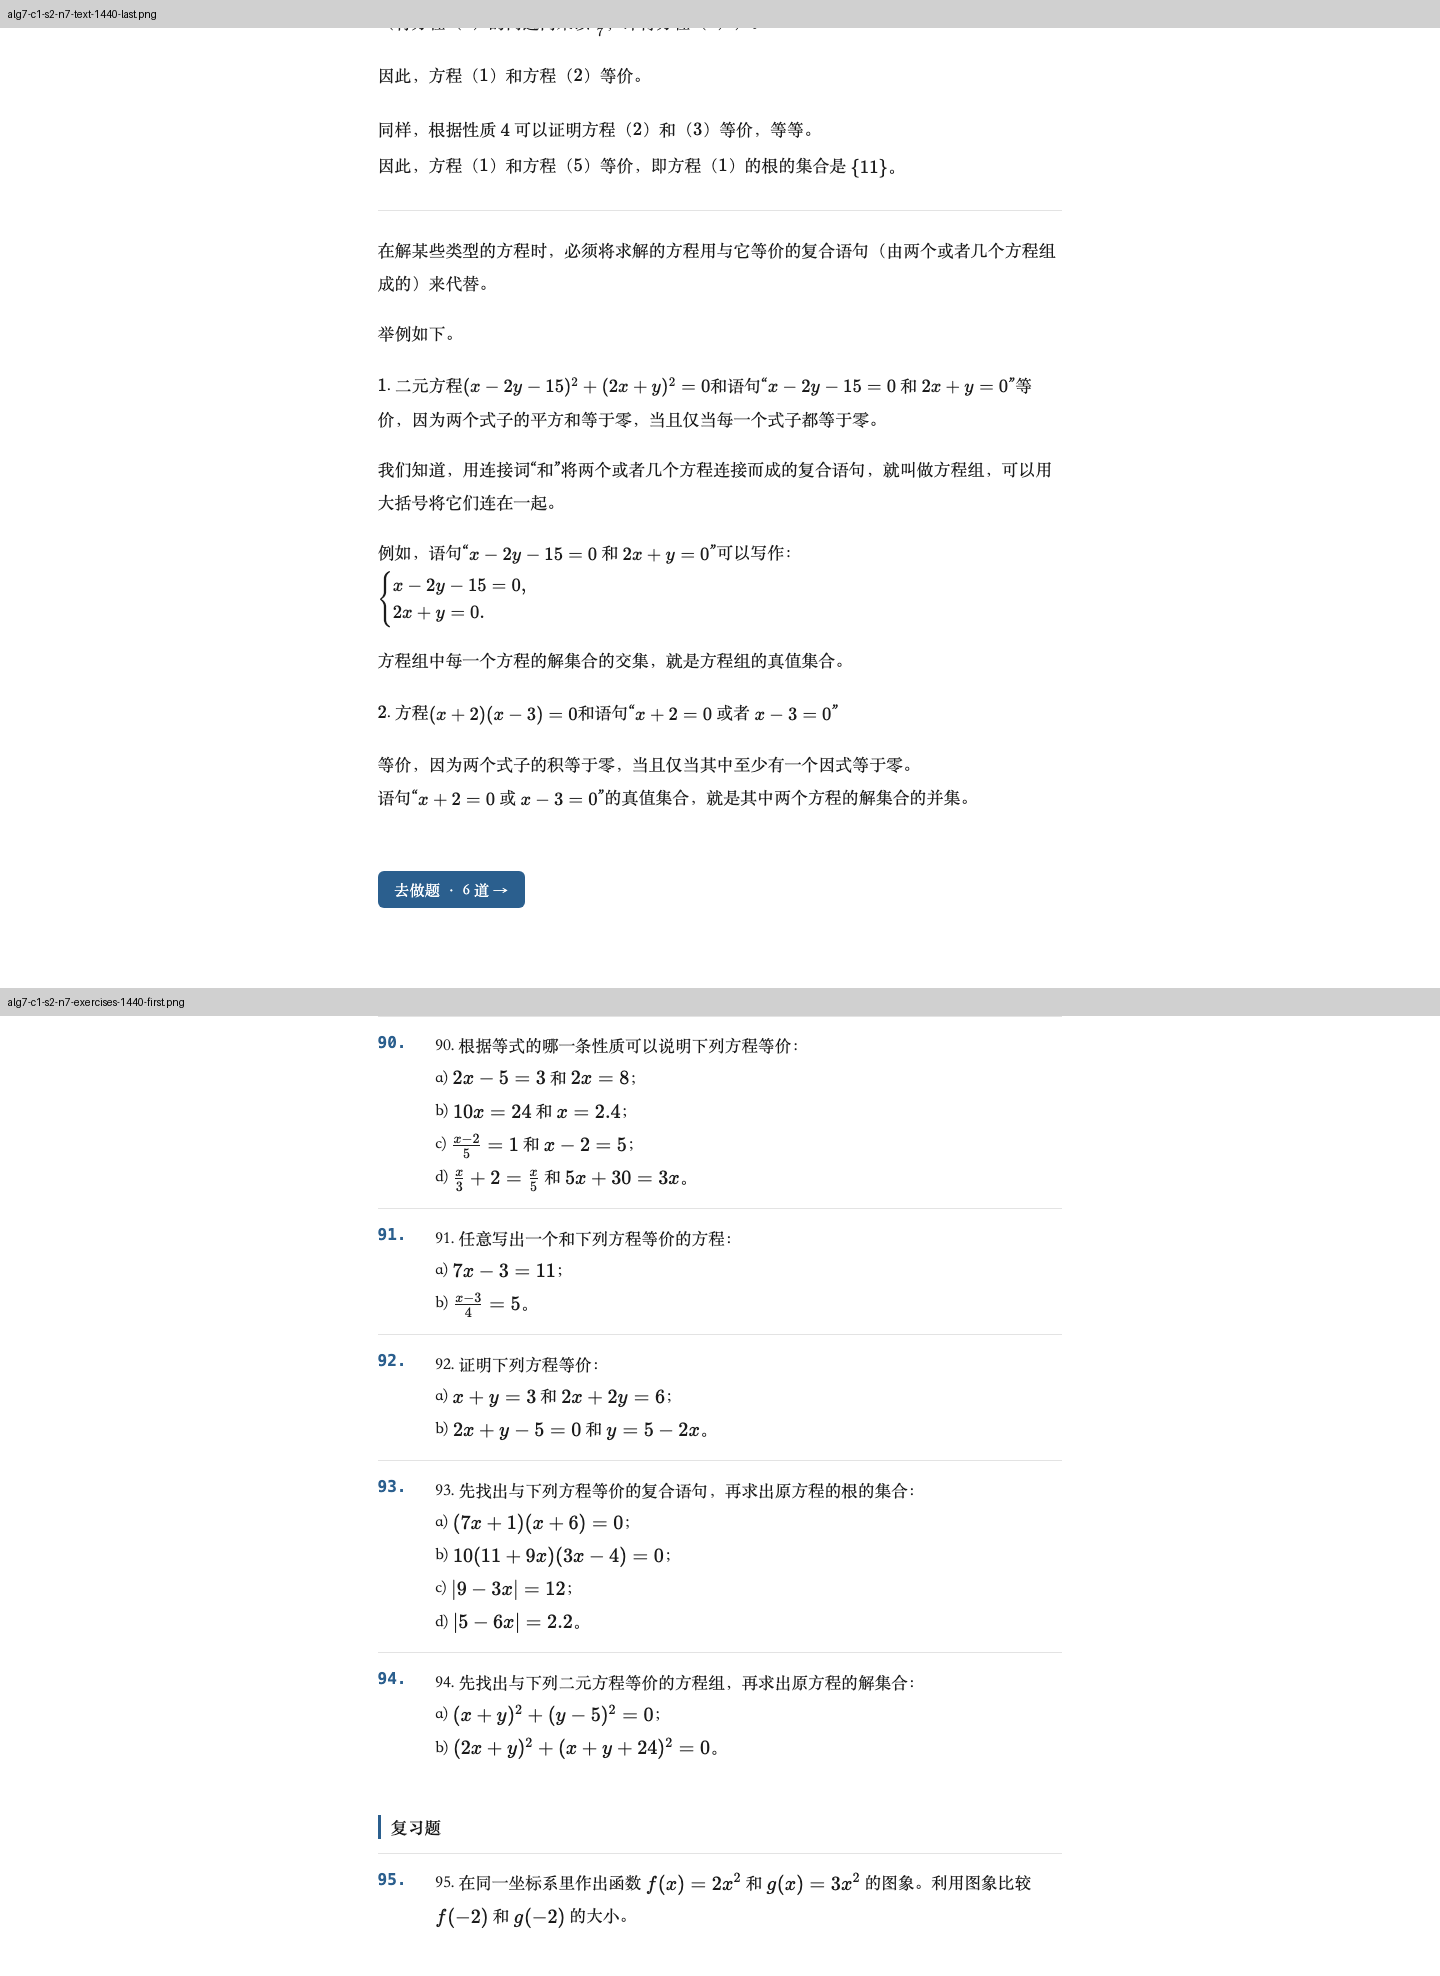 alg7-c1-s2-n7-text-1440-last.png
因此，方程（1）和方程（2）等价。
同样，根据性质 4 可以证明方程（2）和（3）等价，等等。
因此，方程（1）和方程（5）等价，即方程（1）的根的集合是 {11}。
在解某些类型的方程时，必须将求解的方程用与它等价的复合语句（由两个或者几个方程组
成的）来代替。
举例如下。
1. 二元方程(x − 2y − 15)² + (2x + y)² = 0和语句“x − 2y − 15 = 0 和 2x + y = 0”等
价，因为两个式子的平方和等于零，当且仅当每一个式子都等于零。
我们知道，用连接词“和”将两个或者几个方程连接而成的复合语句，就叫做方程组，可以用
大括号将它们连在一起。
例如，语句“x − 2y − 15 = 0 和 2x + y = 0”可以写作：
{x − 2y − 15 = 0,
2x + y = 0.
方程组中每一个方程的解集合的交集，就是方程组的真值集合。
2. 方程(x + 2)(x − 3) = 0和语句“x + 2 = 0 或者 x − 3 = 0”
等价，因为两个式子的积等于零，当且仅当其中至少有一个因式等于零。
语句“x + 2 = 0 或 x − 3 = 0”的真值集合，就是其中两个方程的解集合的并集。
去做题 · 6 道 →
alg7-c1-s2-n7-exercises-1440-first.png
90. 90. 根据等式的哪一条性质可以说明下列方程等价：
a) 2x − 5 = 3 和 2x = 8；
b) 10x = 24 和 x = 2.4；
c) (x−2)/5 = 1 和 x − 2 = 5；
d) x/3 + 2 = x/5 和 5x + 30 = 3x。
91. 91. 任意写出一个和下列方程等价的方程：
a) 7x − 3 = 11；
b) (x−3)/4 = 5。
92. 92. 证明下列方程等价：
a) x + y = 3 和 2x + 2y = 6；
b) 2x + y − 5 = 0 和 y = 5 − 2x。
93. 93. 先找出与下列方程等价的复合语句，再求出原方程的根的集合：
a) (7x + 1)(x + 6) = 0；
b) 10(11 + 9x)(3x − 4) = 0；
c) |9 − 3x| = 12；
d) |5 − 6x| = 2.2。
94. 94. 先找出与下列二元方程等价的方程组，再求出原方程的解集合：
a) (x + y)² + (y − 5)² = 0；
b) (2x + y)² + (x + y + 24)² = 0。
复习题
95. 95. 在同一坐标系里作出函数 f(x) = 2x² 和 g(x) = 3x² 的图象。利用图象比较
f(−2) 和 g(−2) 的大小。